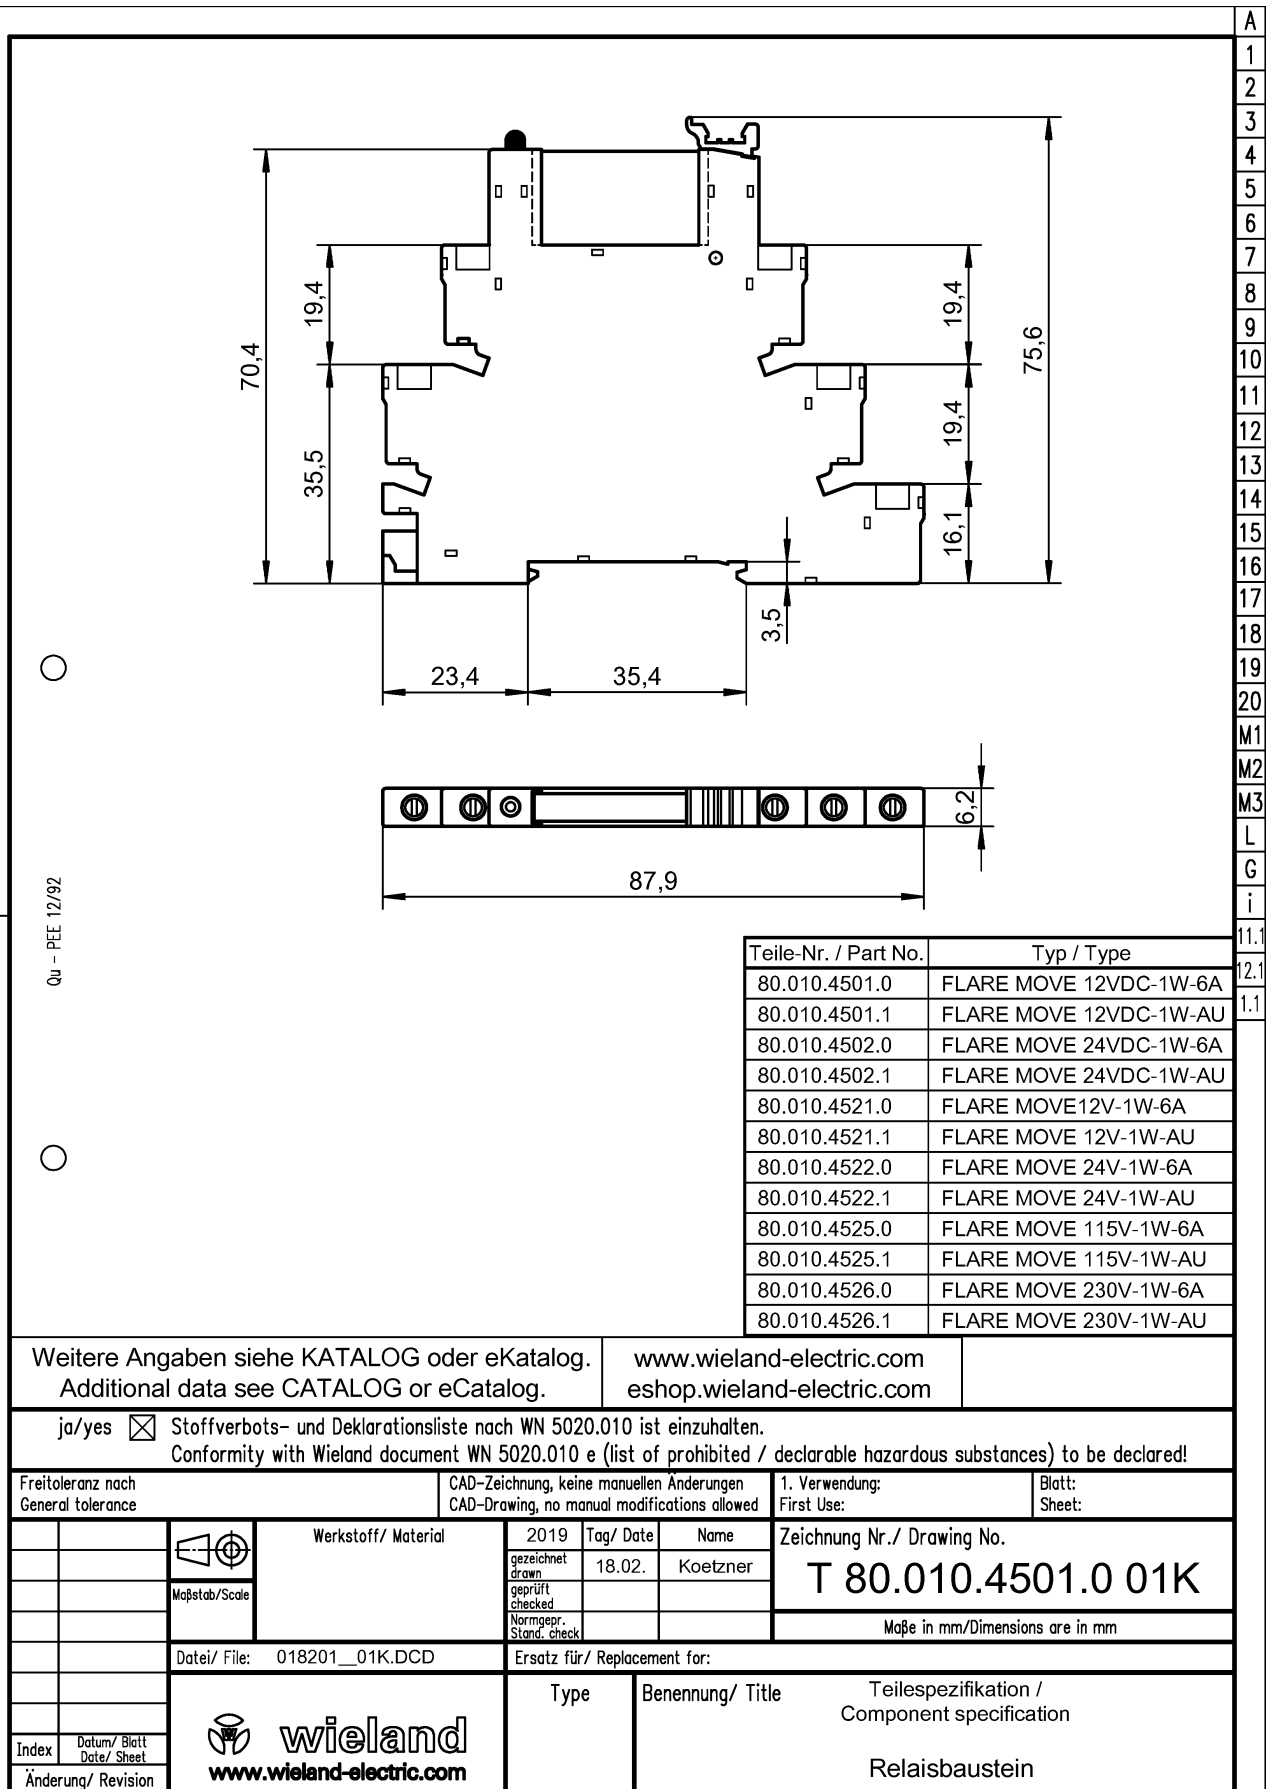 A
1
2
3
4
5
6
7
8
9
10
11
12
13
14
15
16
17
18
19
20
M1
M2
M3
L
G
i
11.1
12.1
1.1
70,4
19,4
35,5
19,4
19,4
16,1
75,6
3,5
23,4
35,4
6,2
87,9
Qu - PEE 12/92
Teile-Nr. / Part No. Typ / Type
80.010.4501.0 FLARE MOVE 12VDC-1W-6A
80.010.4501.1 FLARE MOVE 12VDC-1W-AU
80.010.4502.0 FLARE MOVE 24VDC-1W-6A
80.010.4502.1 FLARE MOVE 24VDC-1W-AU
80.010.4521.0 FLARE MOVE12V-1W-6A
80.010.4521.1 FLARE MOVE 12V-1W-AU
80.010.4522.0 FLARE MOVE 24V-1W-6A
80.010.4522.1 FLARE MOVE 24V-1W-AU
80.010.4525.0 FLARE MOVE 115V-1W-6A
80.010.4525.1 FLARE MOVE 115V-1W-AU
80.010.4526.0 FLARE MOVE 230V-1W-6A
80.010.4526.1 FLARE MOVE 230V-1W-AU
Weitere Angaben siehe KATALOG oder eKatalog.
Additional data see CATALOG or eCatalog.
www.wieland-electric.com
eshop.wieland-electric.com
ja/yes Stoffverbots- und Deklarationsliste nach WN 5020.010 ist einzuhalten.
Conformity with Wieland document WN 5020.010 e (list of prohibited / declarable hazardous substances) to be declared!
Freitoleranz nach
General tolerance
CAD-Zeichnung, keine manuellen Änderungen
CAD-Drawing, no manual modifications allowed
1. Verwendung:
First Use:
Blatt:
Sheet:
Maßstab/Scale
Werkstoff/ Material
2019 Tag/ Date Name
gezeichnet
drawn
18.02. Koetzner
geprüft
checked
Normgepr.
Stand. check
Zeichnung Nr./ Drawing No.
T 80.010.4501.0 01K
Maße in mm/Dimensions are in mm
Datei/ File: 018201__01K.DCD
Ersatz für/ Replacement for:
Index
Datum/ Blatt
Date/ Sheet
Änderung/ Revision
wieland
www.wieland-electric.com
Type
Benennung/ Title
Teilespezifikation /
Component specification
Relaisbaustein